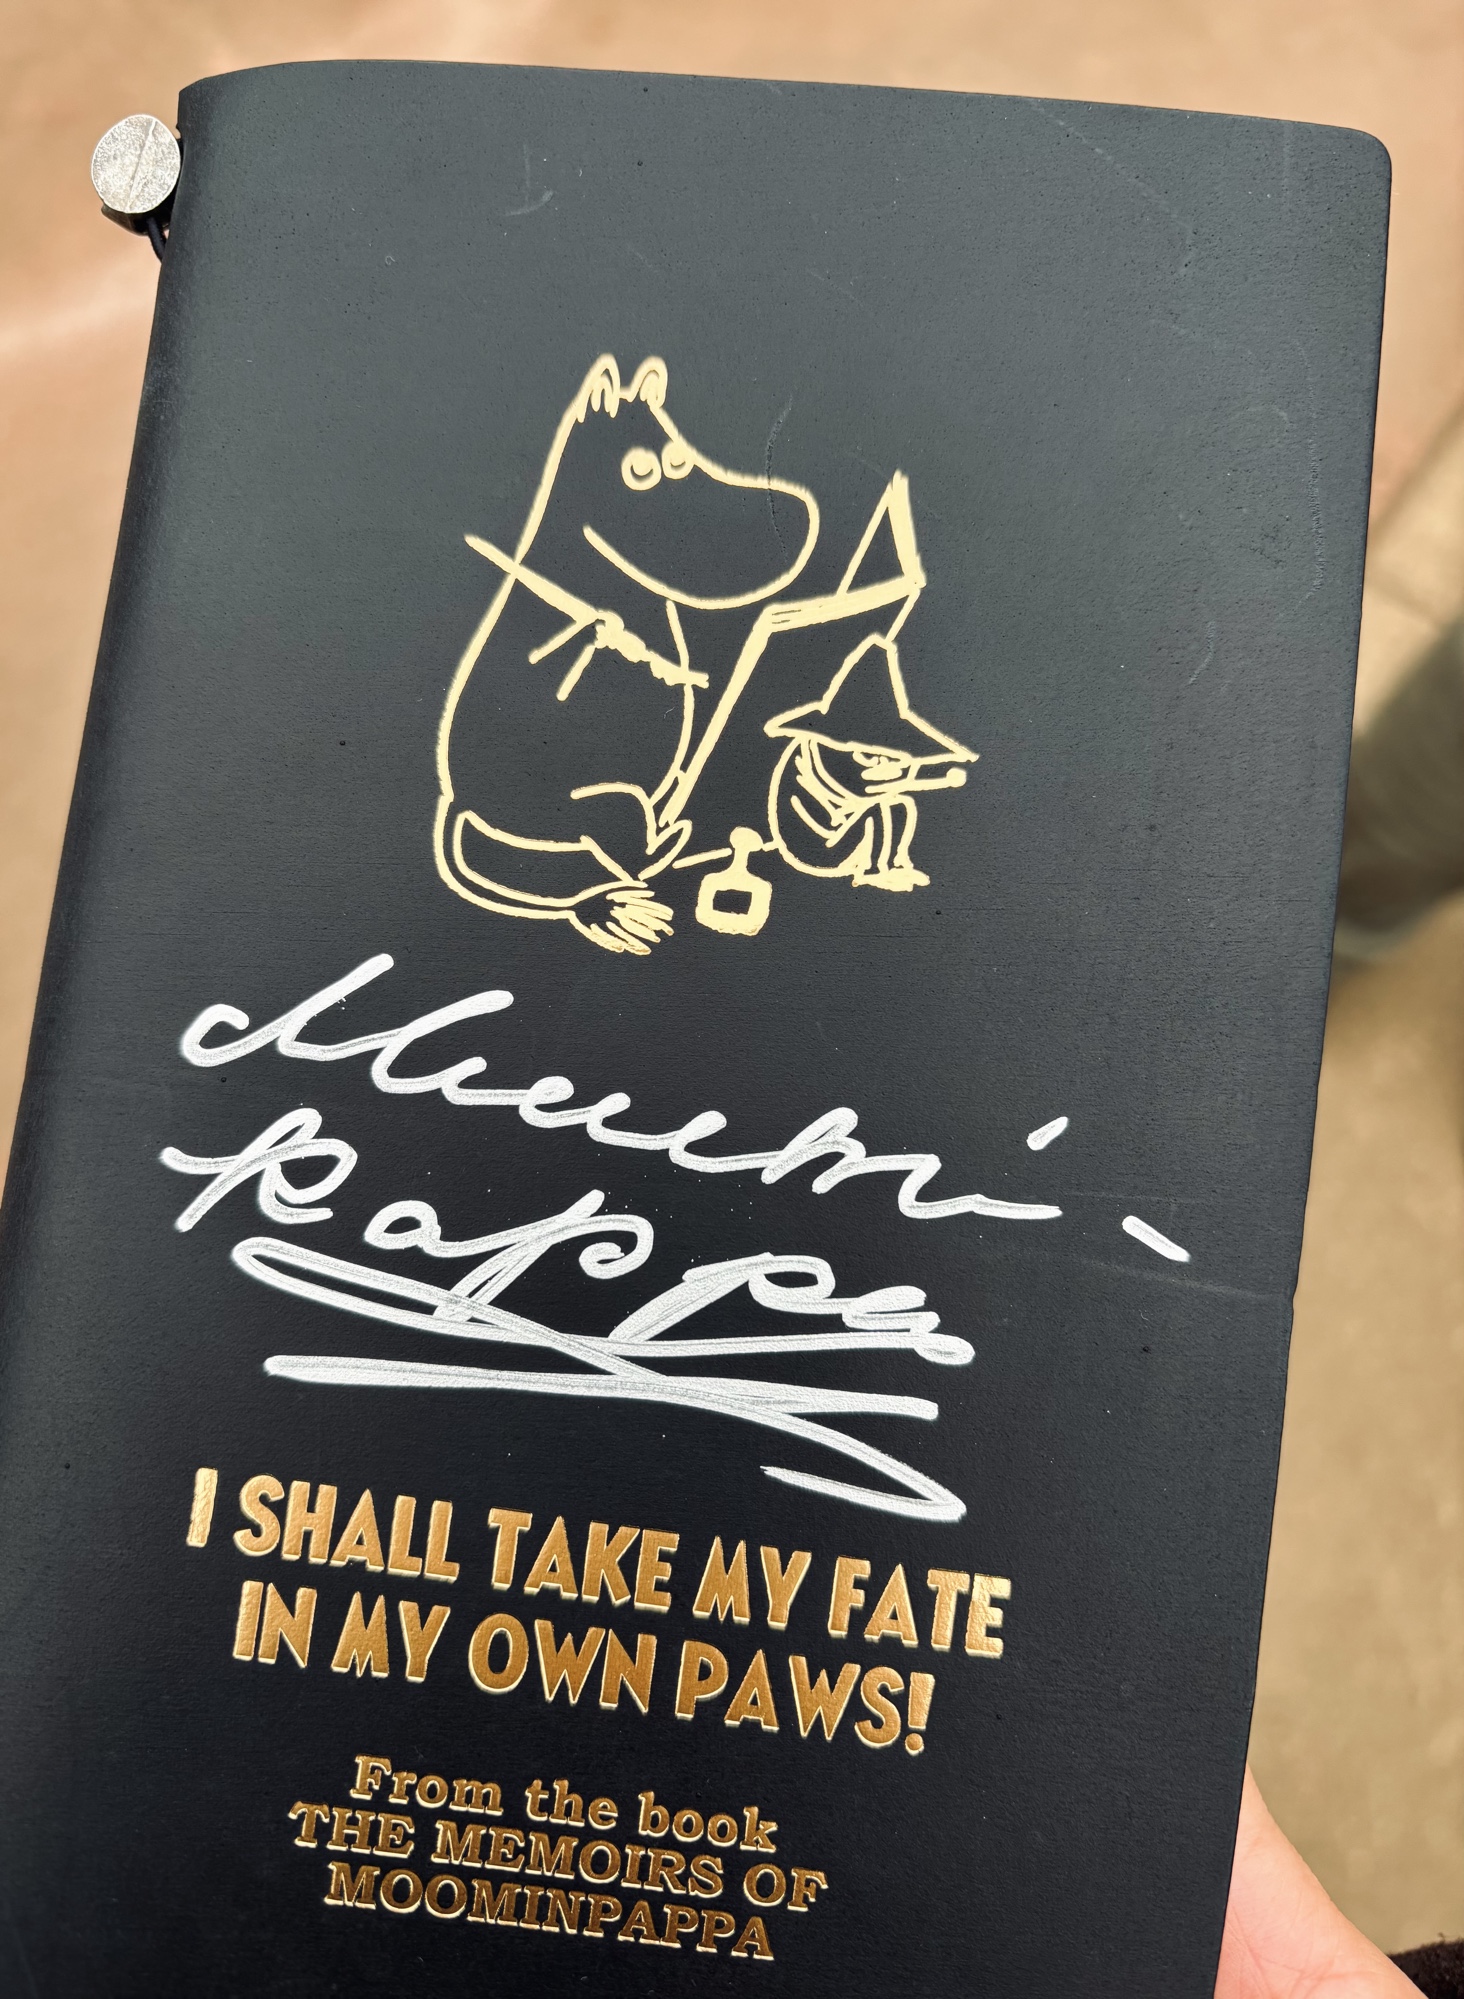 Muumi-
Pappa
I SHALL TAKE MY FATE
IN MY OWN PAWS!
From the book
THE MEMOIRS OF
MOOMINPAPPA